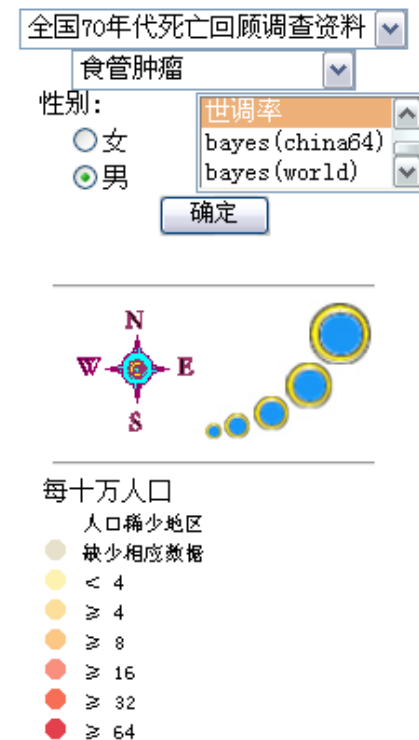 全国70年代死亡回顾调查资料
食管肿瘤
性别:
世调率
女
bayes(china64)
男
bayes(world)
确定
N
W E
S
每十万人口
人口稀少地区
缺少相应数据
< 4
≥ 4
≥ 8
≥ 16
≥ 32
≥ 64